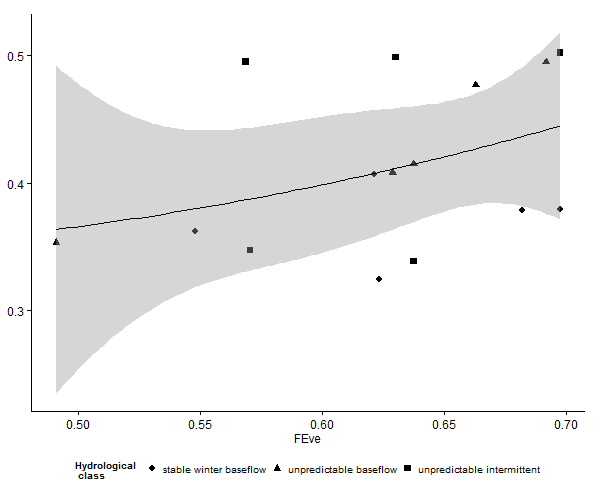 0.5
0.4
0.3
0.50 0.55 0.60 0.65 0.70
FEve
Hydrological
class
stable winter baseflow unpredictable baseflow unpredictable intermittent